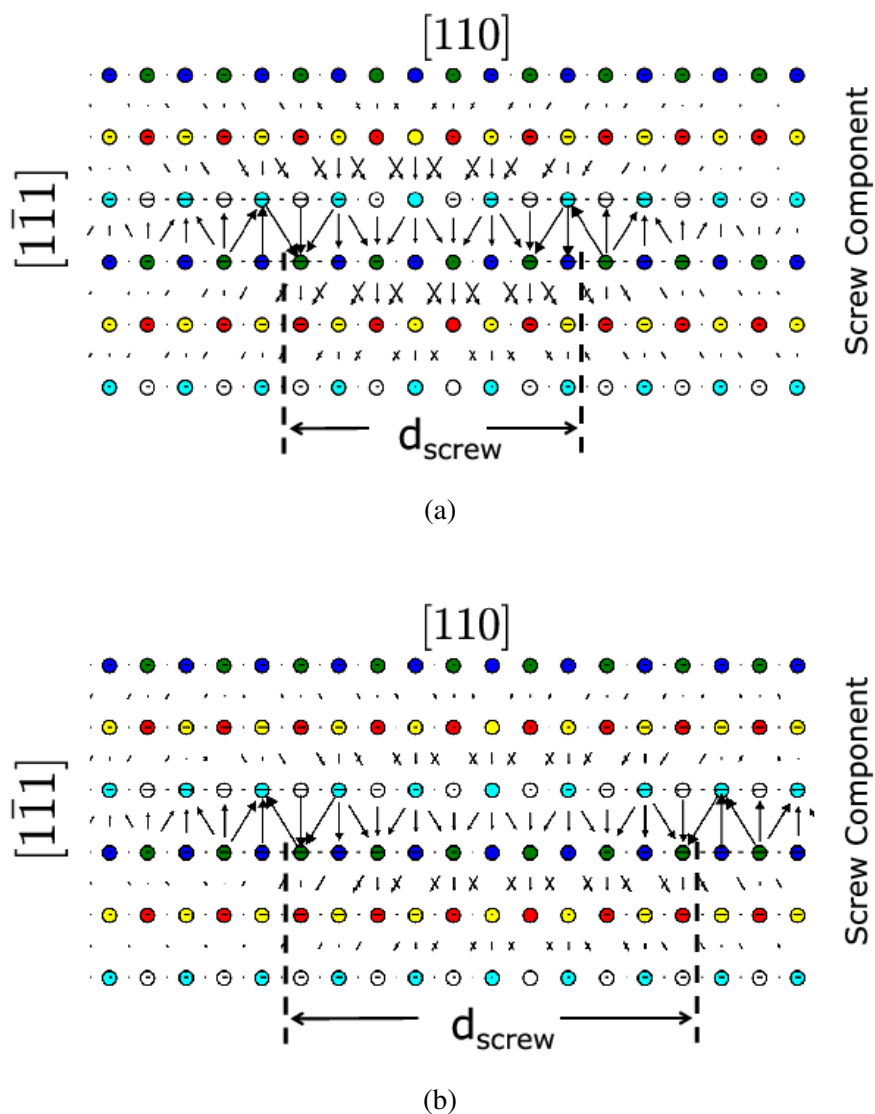 [110]
[11̅1]
Screw Component
d_screw
(a)
[110]
[11̅1]
Screw Component
d_screw
(b)